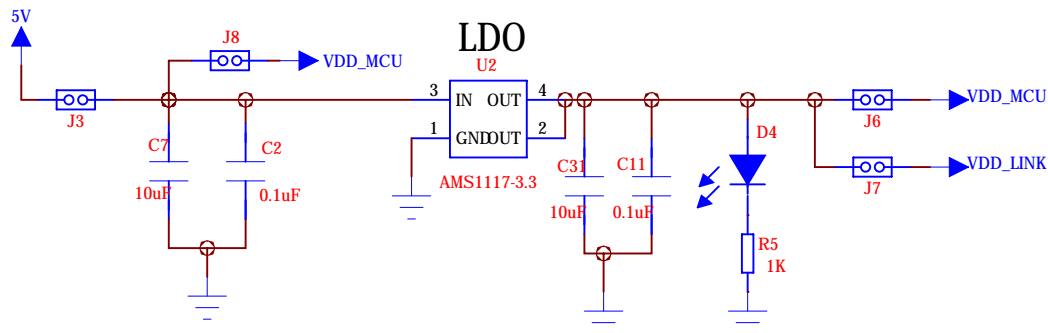 5V
J3
J8
VDD_MCU
C7
10uF
C2
0.1uF
LDO
U2
3
IN
OUT
4
1
GND
OUT
2
AMS1117-3.3
C31
10uF
C11
0.1uF
D4
R5
1K
J6
VDD_MCU
J7
VDD_LINK